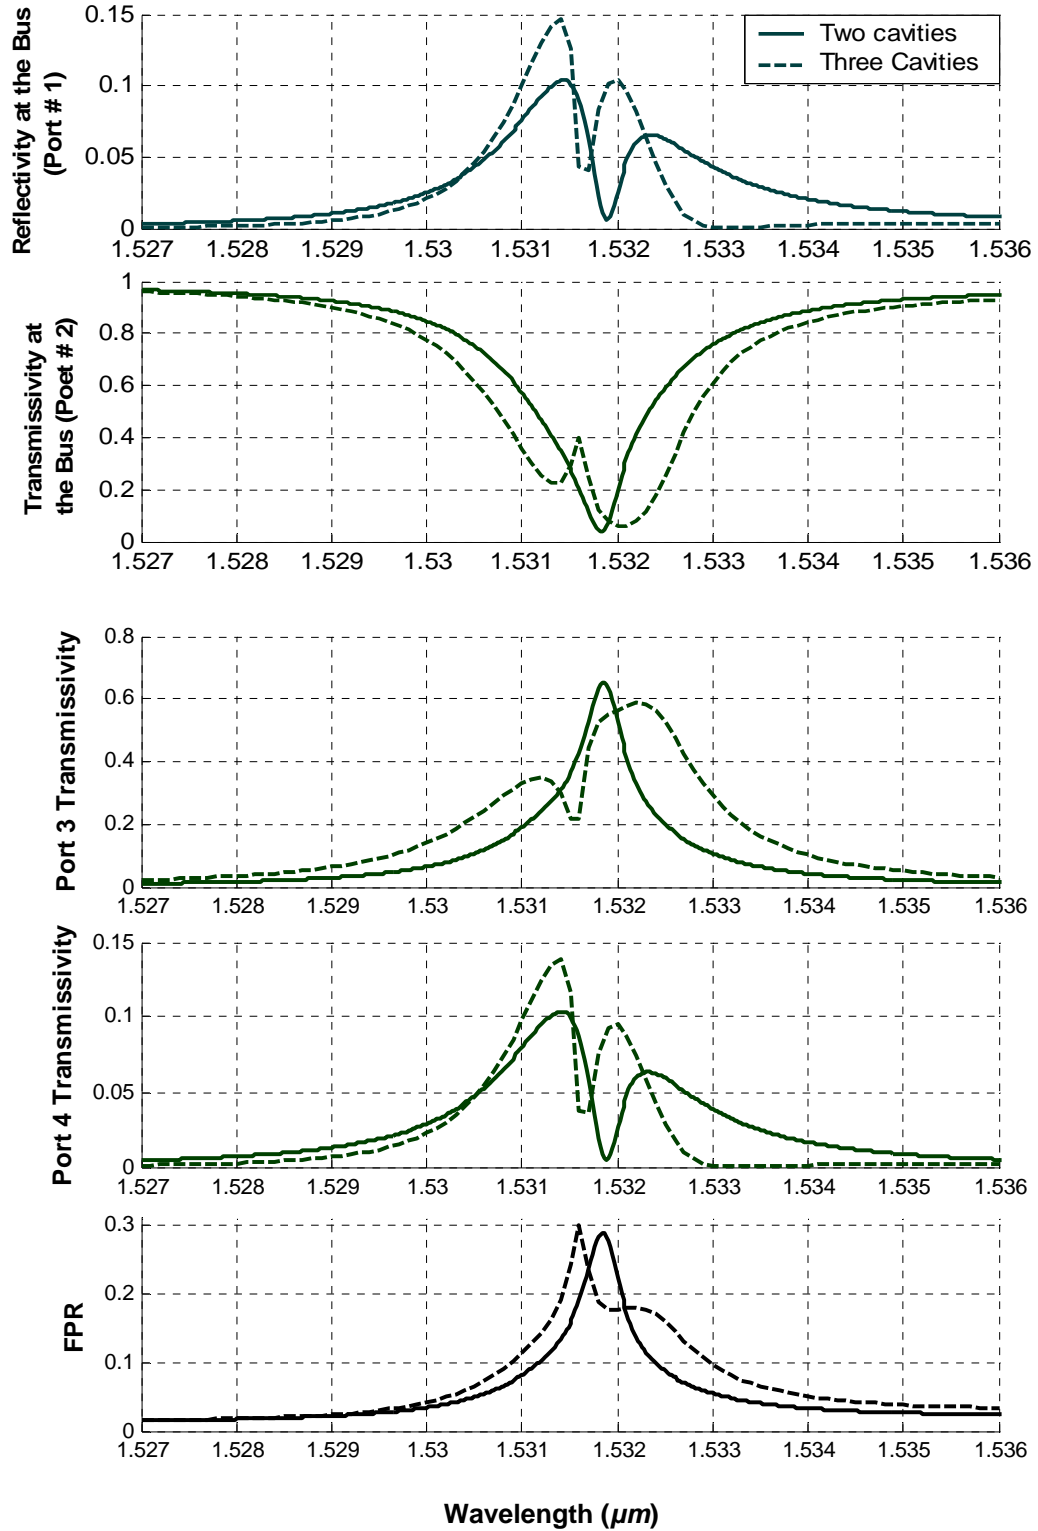 Reflectivity at the Bus
(Port # 1)
0.15
0.1
0.05
0
Two cavities
Three Cavities
1.527 1.528 1.529 1.53 1.531 1.532 1.533 1.534 1.535 1.536
Transmissivity at
the Bus (Poet # 2)
1
0.8
0.6
0.4
0.2
0
1.527 1.528 1.529 1.53 1.531 1.532 1.533 1.534 1.535 1.536
Port 3 Transmissivity
0.8
0.6
0.4
0.2
0
1.527 1.528 1.529 1.53 1.531 1.532 1.533 1.534 1.535 1.536
Port 4 Transmissivity
0.15
0.1
0.05
0
1.527 1.528 1.529 1.53 1.531 1.532 1.533 1.534 1.535 1.536
FPR
0.3
0.2
0.1
0
1.527 1.528 1.529 1.53 1.531 1.532 1.533 1.534 1.535 1.536
Wavelength (μm)